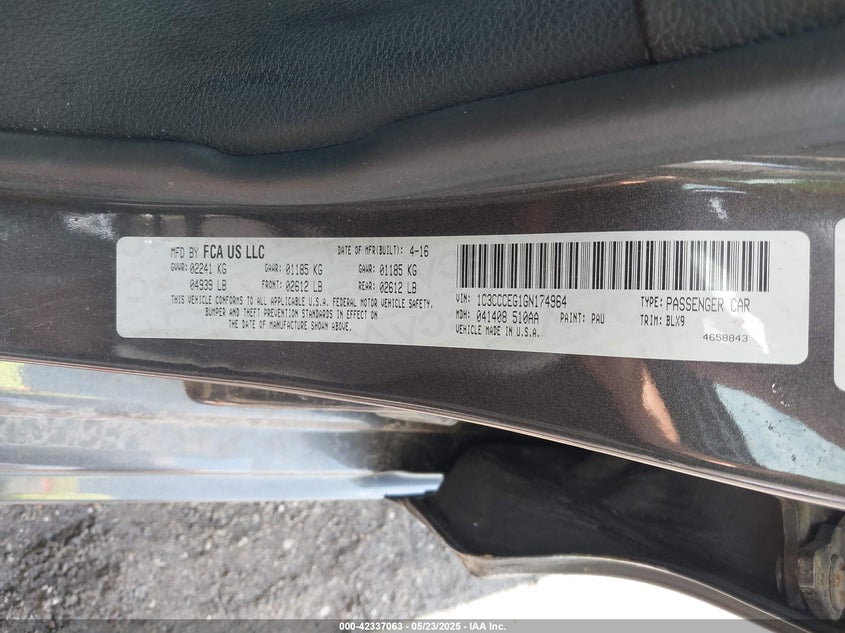 MFD BY FCA US LLC DATE OF MFR(BUILT): 4-16
GVWR: 02241 KG GAWR: 01185 KG GAWR: 01185 KG
04939 LB FRONT: 02612 LB REAR: 02612 LB
THIS VEHICLE CONFORMS TO ALL APPLICABLE U.S.A. FEDERAL MOTOR VEHICLE SAFETY,
BUMPER AND THEFT PREVENTION STANDARDS IN EFFECT ON
THE DATE OF MANUFACTURE SHOWN ABOVE.
VIN: 1C3CCCEG1GN174964 TYPE: PASSENGER CAR
MDH: 041408 510AA PAINT: PAU TRIM: BLX9
VEHICLE MADE IN U.S.A. 4658843
000-42337063 — 05/23/2025 — IAA Inc.